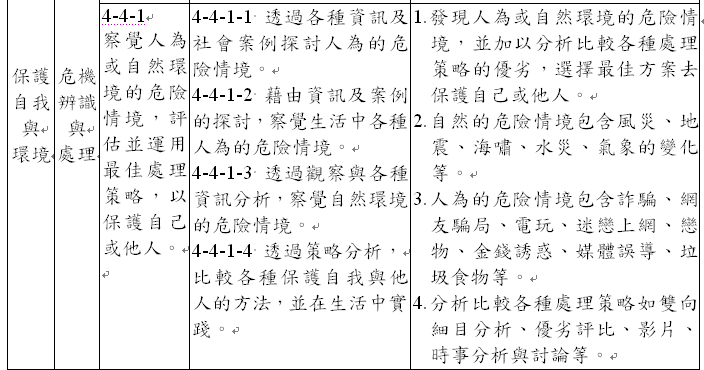 保護
自我
與
環境
危機
辨識
與
處理
4-4-1
察覺人為
或自然環
境的危險
情境，評
估並運用
最佳處理
策略，以
保護自己
或他人。
4-4-1-1 透過各種資訊及
社會案例探討人為的危
險情境。
4-4-1-2 藉由資訊及案例
的探討，察覺生活中各種
人為的危險情境。
4-4-1-3 透過觀察與各種
資訊分析，察覺自然環境
的危險情境。
4-4-1-4 透過策略分析，
比較各種保護自我與他
人的方法，並在生活中實
踐。
1.發現人為或自然環境的危險情
境，並加以分析比較各種處理
策略的優劣，選擇最佳方案去
保護自己或他人。
2.自然的危險情境包含風災、地
震、海嘯、水災、氣象的變化
等。
3.人為的危險情境包含詐騙、網
友騙局、電玩、迷戀上網、戀
物、金錢誘惑、媒體誤導、垃
圾食物等。
4.分析比較各種處理策略如雙向
細目分析、優劣評比、影片、
時事分析與討論等。